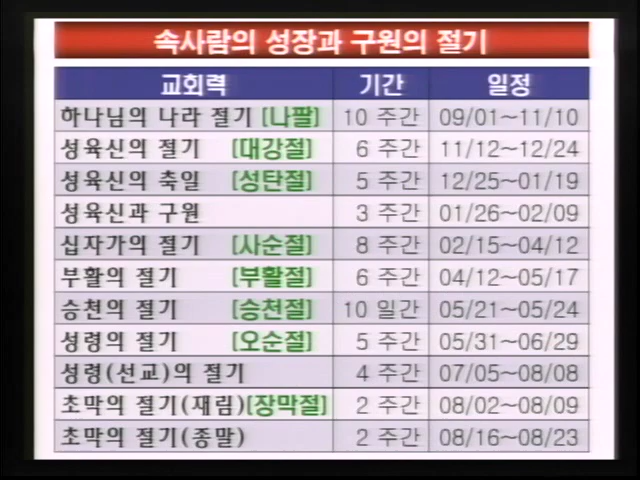 속사람의 성장과 구원의 절기
교회력 기간 일정
하나님의 나라 절기 [나팔] 10 주간 09/01~11/10
성육신의 절기 [대강절] 6 주간 11/12~12/24
성육신의 축일 [성탄절] 5 주간 12/25~01/19
성육신과 구원 3 주간 01/26~02/09
십자가의 절기 [사순절] 8 주간 02/15~04/12
부활의 절기 [부활절] 6 주간 04/12~05/17
승천의 절기 [승천절] 10 일간 05/21~05/24
성령의 절기 [오순절] 5 주간 05/31~06/29
성령(선교)의 절기 4 주간 07/05~08/08
초막의 절기(재림)[장막절] 2 주간 08/02~08/09
초막의 절기(종말) 2 주간 08/16~08/23